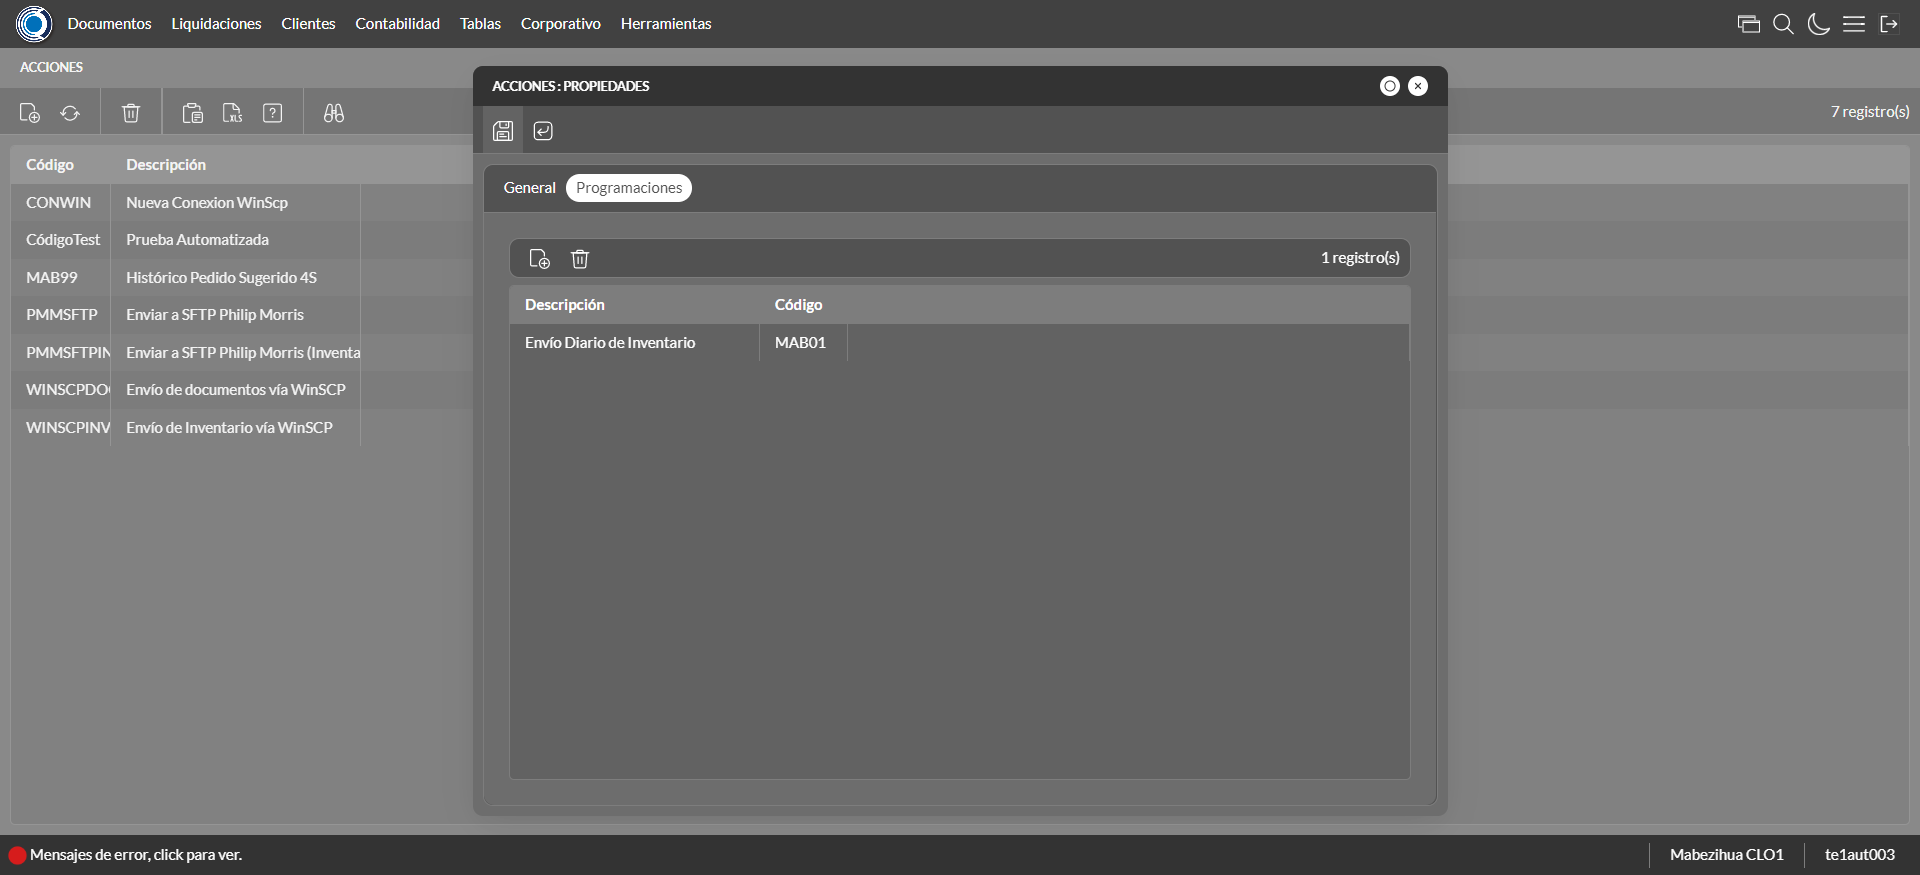 Documentos Liquidaciones Clientes Contabilidad Tablas Corporativo Herramientas
ACCIONES
XLS
?
7 registro(s)
Código Descripción
CONWIN Nueva Conexion WinScp
CódigoTest Prueba Automatizada
MAB99 Histórico Pedido Sugerido 4S
PMMSFTP Enviar a SFTP Philip Morris
PMMSFTPIN Enviar a SFTP Philip Morris (Inventa
WINSCPDO Envío de documentos vía WinSCP
WINSCPINV Envío de Inventario vía WinSCP
ACCIONES : PROPIEDADES
General Programaciones
1 registro(s)
Descripción Código
Envío Diario de Inventario MAB01
Mensajes de error, click para ver.
Mabezihua CLO1
te1aut003